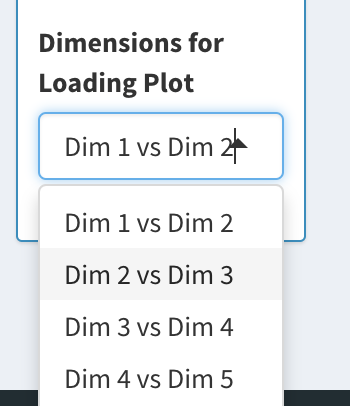 Dimensions for
Loading Plot
Dim 1 vs Dim 2
Dim 1 vs Dim 2
Dim 2 vs Dim 3
Dim 3 vs Dim 4
Dim 4 vs Dim 5